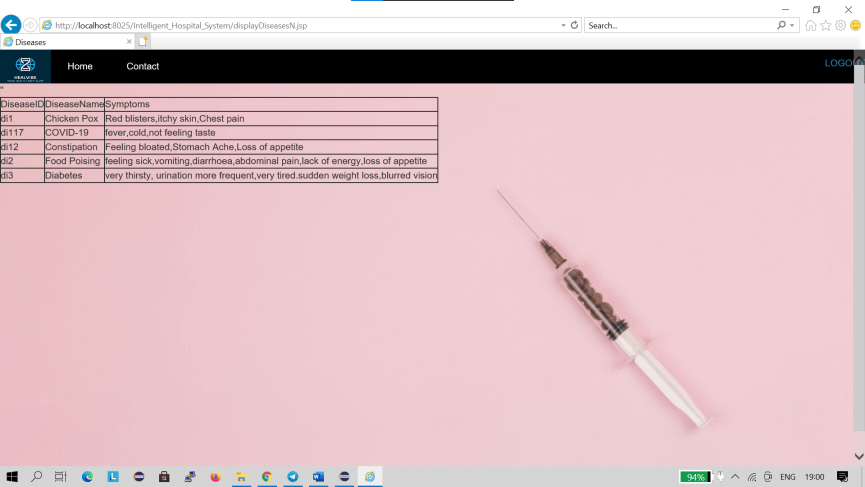 http://localhost:8025/Intelligent_Hospital_System/displayDiseasesN.jsp
Search...
Diseases
HEALVIBE
Home
Contact
LOGO
"
DiseaseID DiseaseName Symptoms
di1 Chicken Pox Red blisters,itchy skin,Chest pain
di117 COVID-19 fever,cold,not feeling taste
di12 Constipation Feeling bloated,Stomach Ache,Loss of appetite
di2 Food Poising feeling sick,vomiting,diarrhoea,abdominal pain,lack of energy,loss of appetite
di3 Diabetes very thirsty, urination more frequent,very tired.sudden weight loss,blurred vision
94%
ENG
19:00